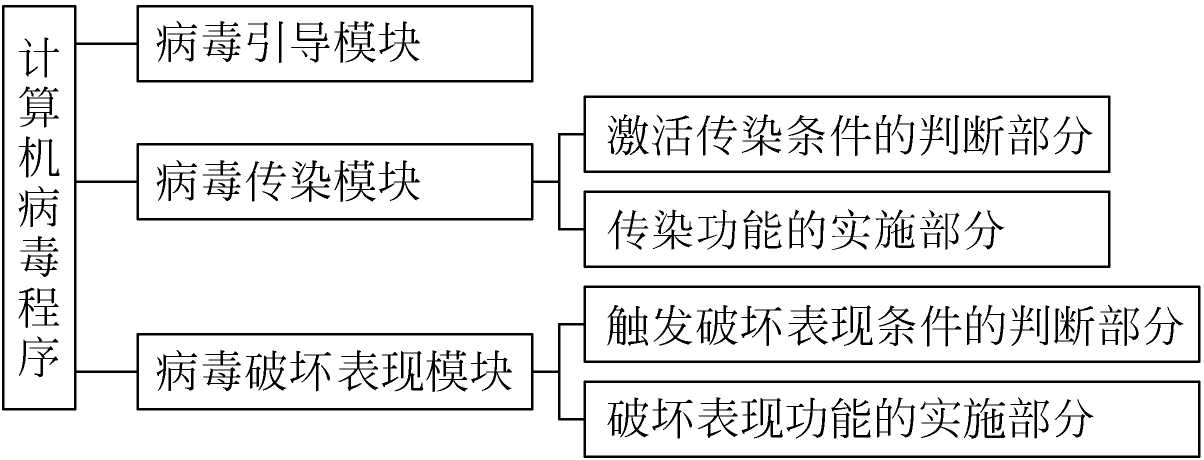 计算机病毒程序
病毒引导模块
病毒传染模块
激活传染条件的判断部分
传染功能的实施部分
病毒破坏表现模块
触发破坏表现条件的判断部分
破坏表现功能的实施部分